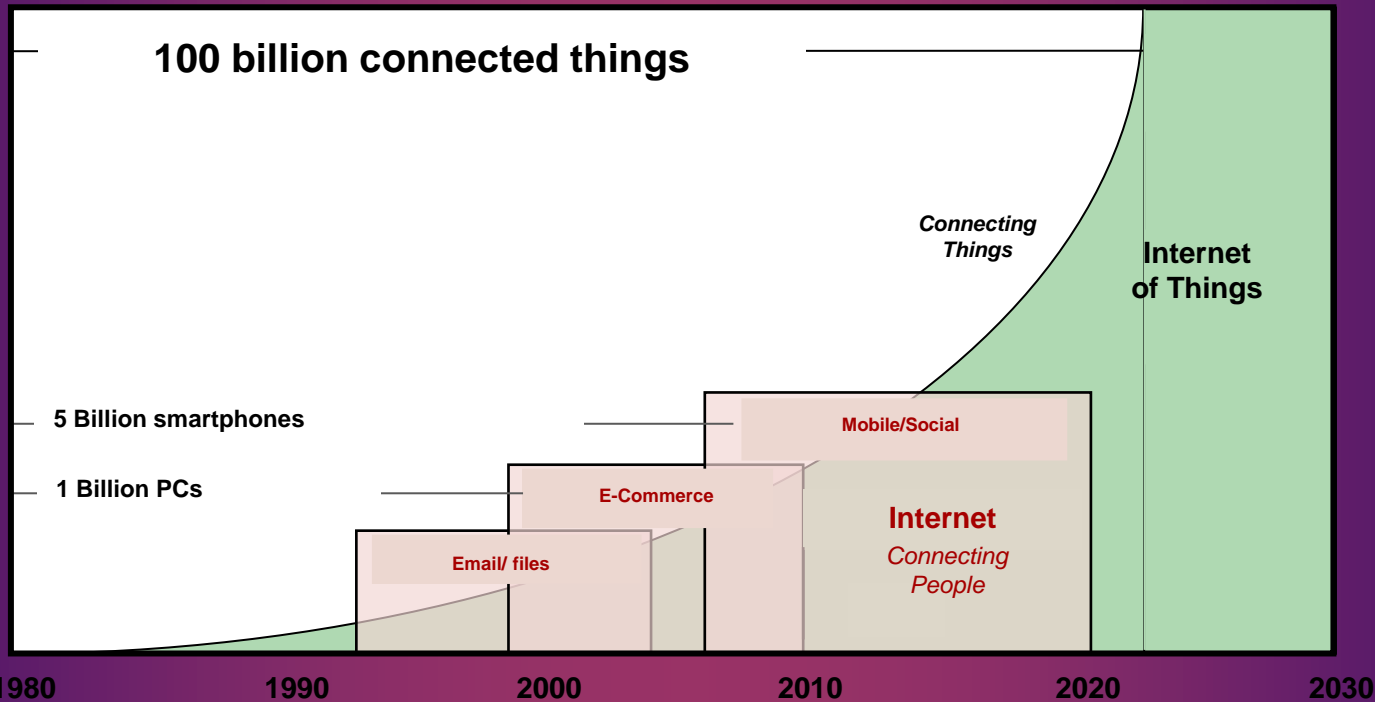 100 billion connected things
Connecting
Things
Internet
of Things
5 Billion smartphones
Mobile/Social
1 Billion PCs
E-Commerce
Internet
Connecting
People
Email/ files
1980
1990
2000
2010
2020
2030